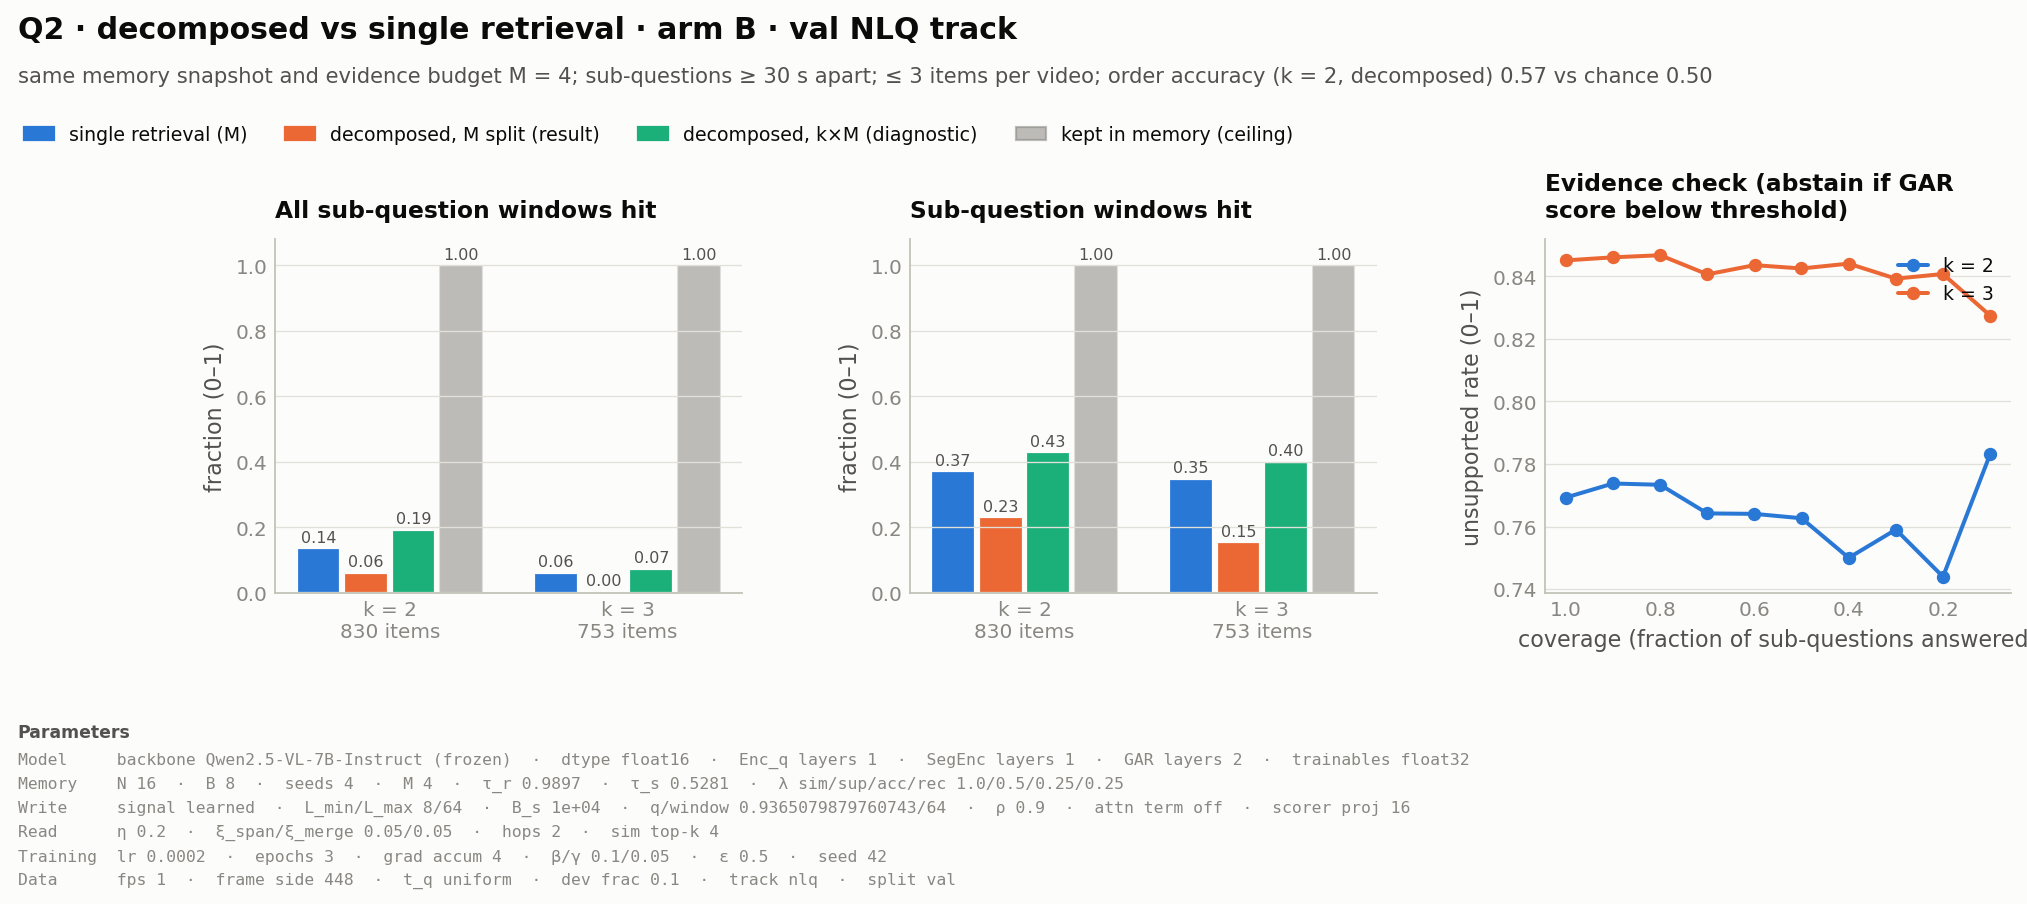 Q2 · decomposed vs single retrieval · arm B · val NLQ track
same memory snapshot and evidence budget M = 4; sub-questions ≥ 30 s apart; ≤ 3 items per video; order accuracy (k = 2, decomposed) 0.57 vs chance 0.50
single retrieval (M)
decomposed, M split (result)
decomposed, k×M (diagnostic)
kept in memory (ceiling)
All sub-question windows hit
fraction (0–1)
1.0
0.8
0.6
0.4
0.2
0.0
0.14
0.06
0.19
1.00
0.06
0.00
0.07
1.00
k = 2
830 items
k = 3
753 items
Sub-question windows hit
fraction (0–1)
1.0
0.8
0.6
0.4
0.2
0.0
0.37
0.23
0.43
1.00
0.35
0.15
0.40
1.00
k = 2
830 items
k = 3
753 items
Evidence check (abstain if GAR
score below threshold)
unsupported rate (0–1)
0.84
0.82
0.80
0.78
0.76
0.74
k = 2
k = 3
1.0
0.8
0.6
0.4
0.2
coverage (fraction of sub-questions answered
Parameters
Model backbone Qwen2.5-VL-7B-Instruct (frozen) · dtype float16 · Enc_q layers 1 · SegEnc layers 1 · GAR layers 2 · trainables float32
Memory N 16 · B 8 · seeds 4 · M 4 · τ_r 0.9897 · τ_s 0.5281 · λ sim/sup/acc/rec 1.0/0.5/0.25/0.25
Write signal learned · L_min/L_max 8/64 · B_s 1e+04 · q/window 0.9365079879760743/64 · ρ 0.9 · attn term off · scorer proj 16
Read η 0.2 · ξ_span/ξ_merge 0.05/0.05 · hops 2 · sim top-k 4
Training lr 0.0002 · epochs 3 · grad accum 4 · β/γ 0.1/0.05 · ε 0.5 · seed 42
Data fps 1 · frame side 448 · t_q uniform · dev frac 0.1 · track nlq · split val